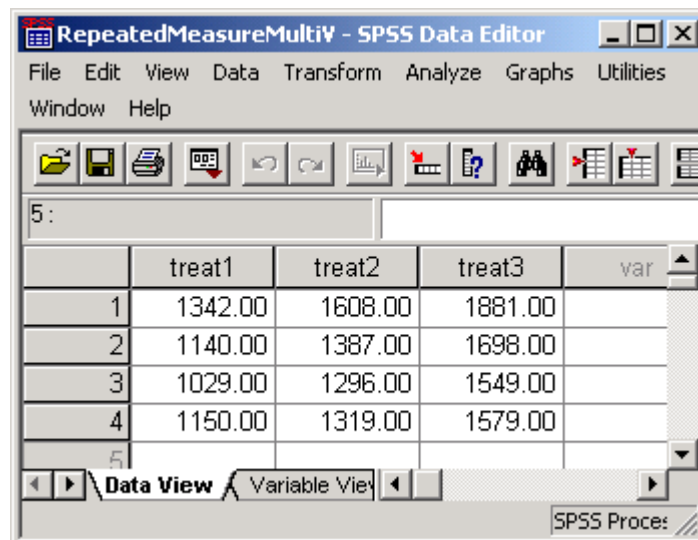 SPSS RepeatedMeasureMultiV - SPSS Data Editor
File Edit View Data Transform Analyze Graphs Utilities
Window Help
5 :
treat1 treat2 treat3 var
1 1342.00 1608.00 1881.00
2 1140.00 1387.00 1698.00
3 1029.00 1296.00 1549.00
4 1150.00 1319.00 1579.00
5
Data View Variable View
SPSS Proces